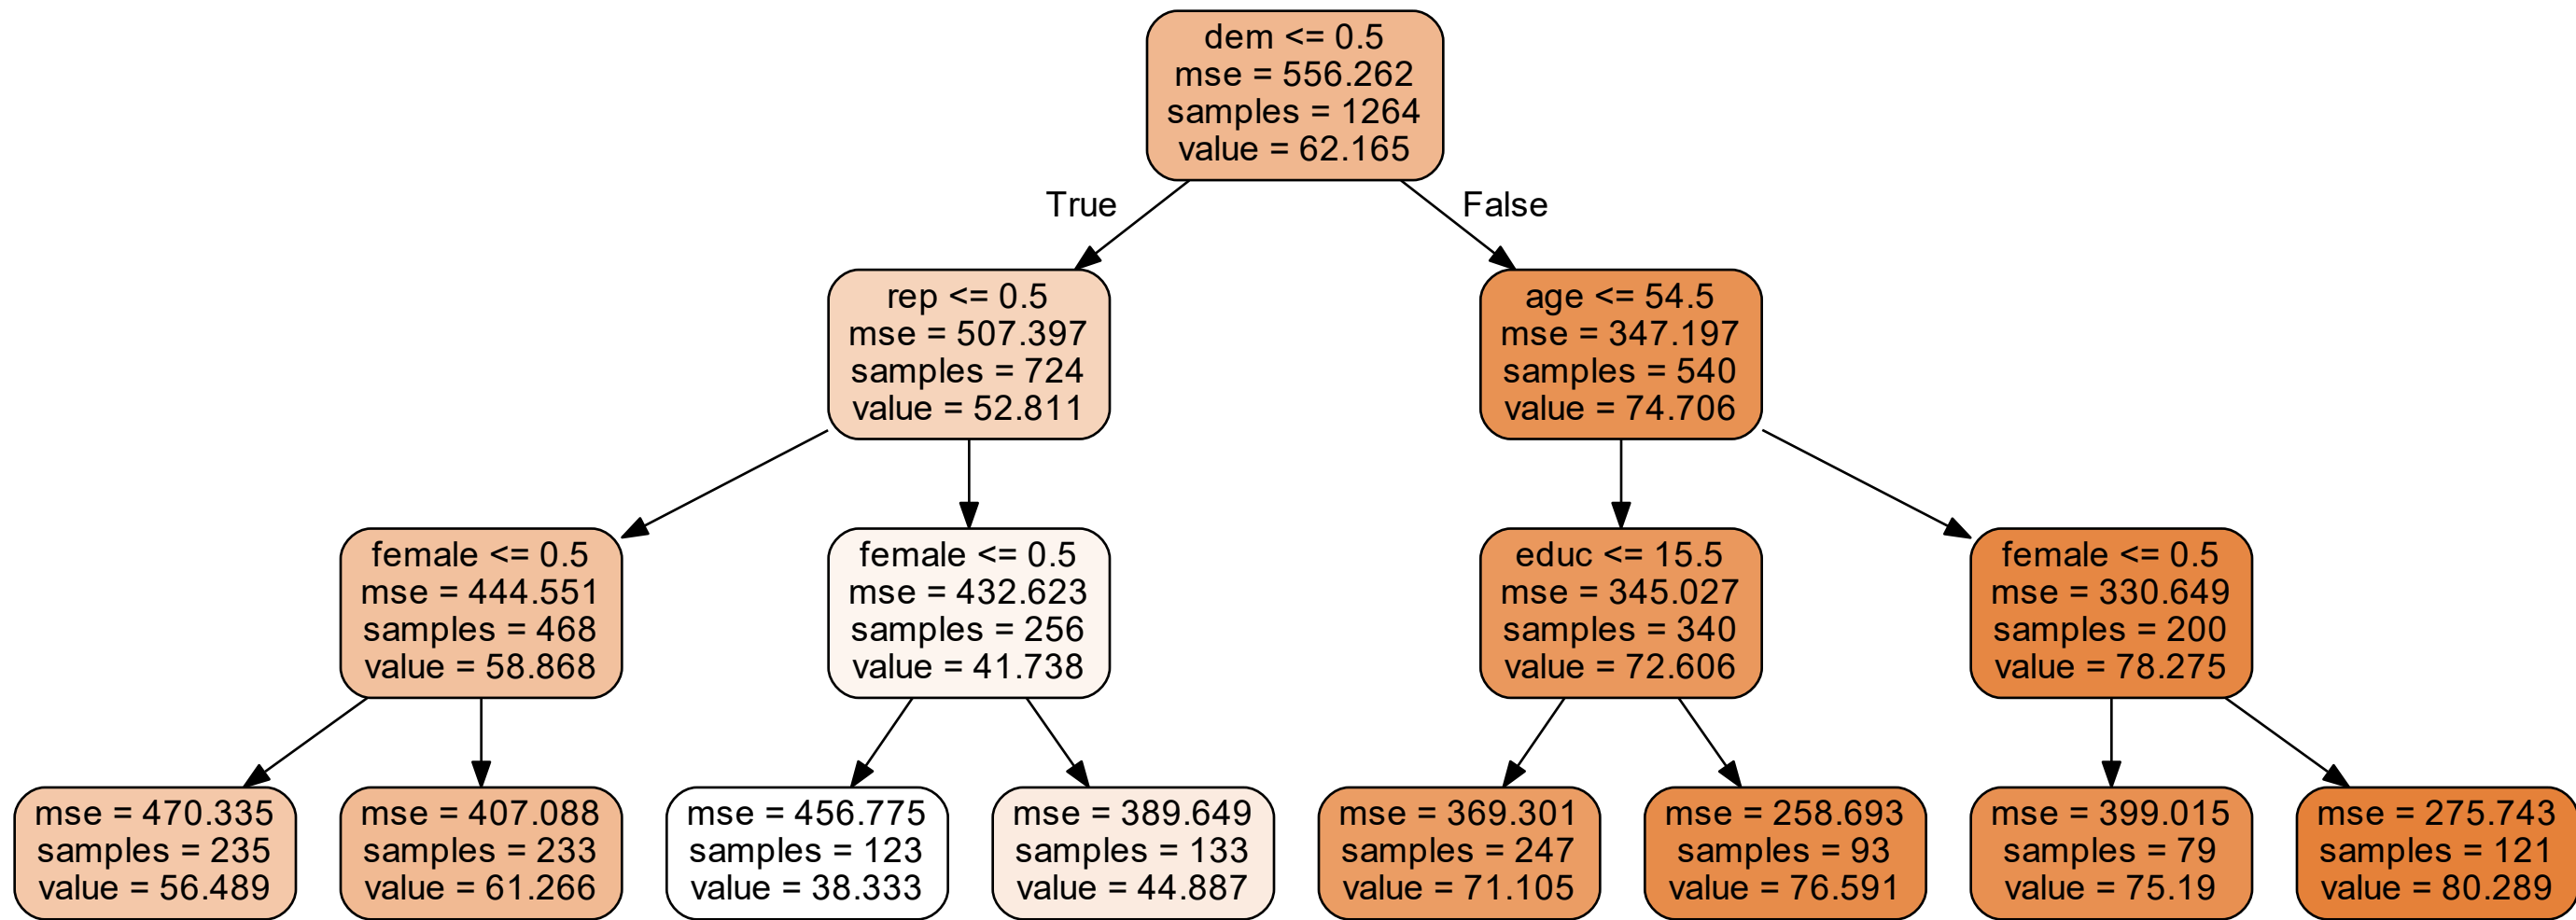 dem <= 0.5
mse = 556.262
samples = 1264
value = 62.165
True
False
rep <= 0.5
mse = 507.397
samples = 724
value = 52.811
age <= 54.5
mse = 347.197
samples = 540
value = 74.706
female <= 0.5
mse = 444.551
samples = 468
value = 58.868
female <= 0.5
mse = 432.623
samples = 256
value = 41.738
educ <= 15.5
mse = 345.027
samples = 340
value = 72.606
female <= 0.5
mse = 330.649
samples = 200
value = 78.275
mse = 470.335
samples = 235
value = 56.489
mse = 407.088
samples = 233
value = 61.266
mse = 456.775
samples = 123
value = 38.333
mse = 389.649
samples = 133
value = 44.887
mse = 369.301
samples = 247
value = 71.105
mse = 258.693
samples = 93
value = 76.591
mse = 399.015
samples = 79
value = 75.19
mse = 275.743
samples = 121
value = 80.289